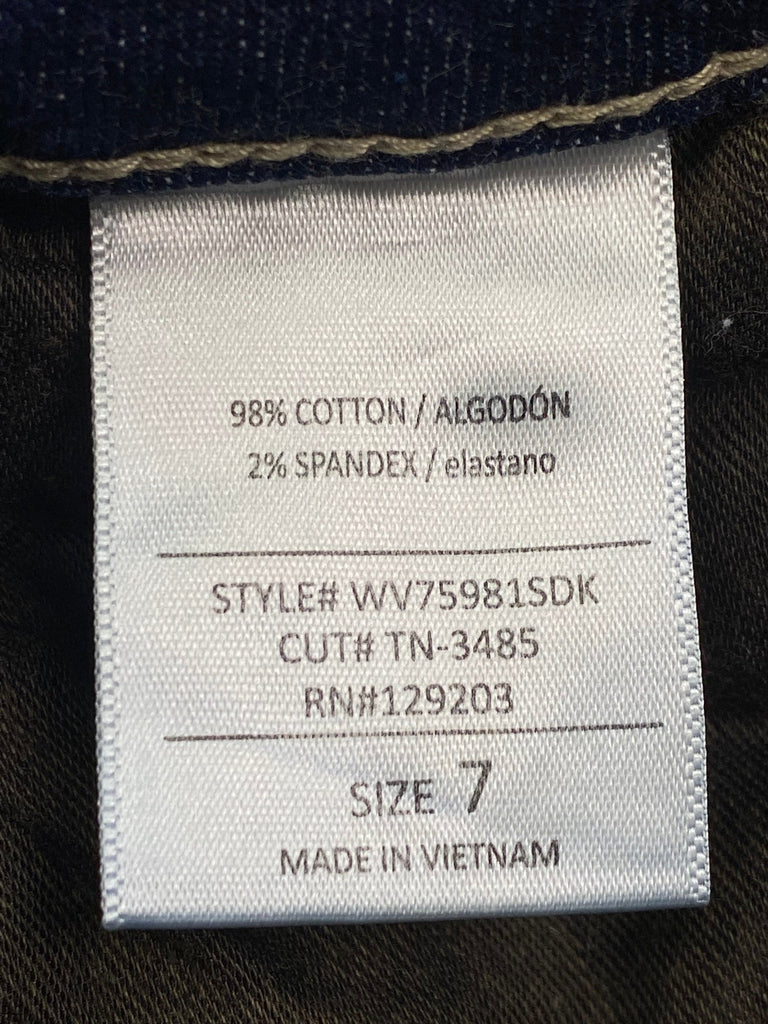 98% COTTON / ALGODÓN
2% SPANDEX / elastano
STYLE# WV75981SDK
CUT# TN-3485
RN#129203
SIZE 7
MADE IN VIETNAM